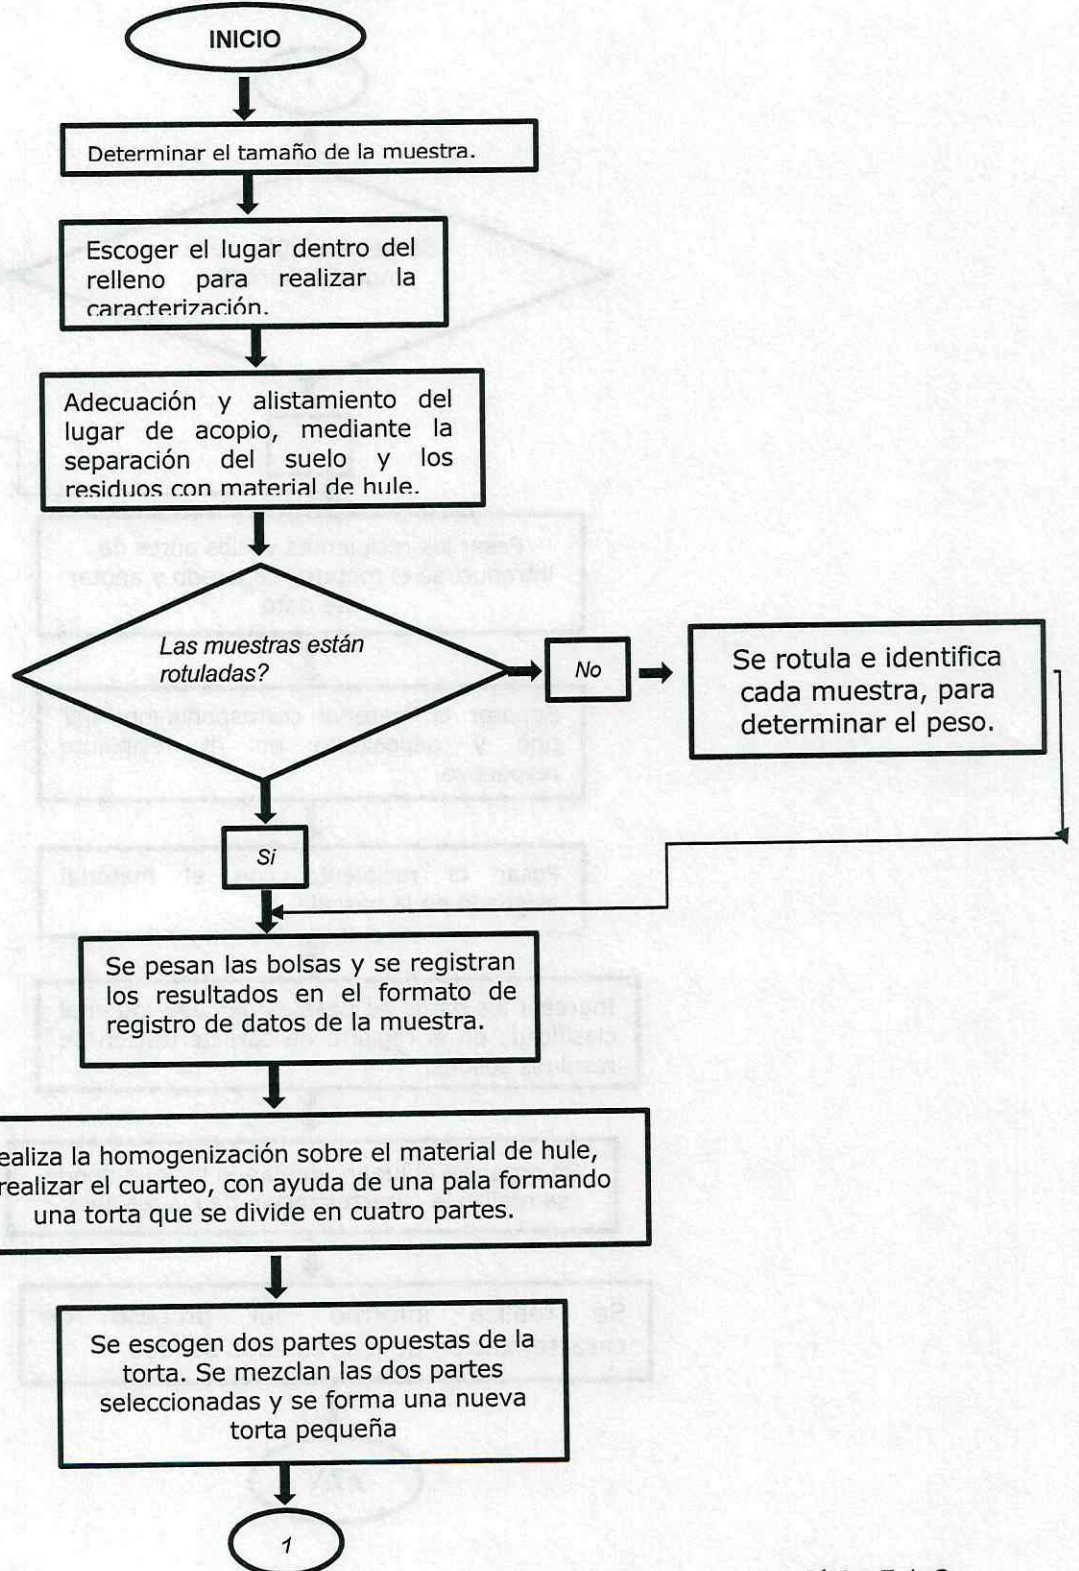 INICIO
Determinar el tamaño de la muestra.
Escoger el lugar dentro del
relleno para realizar la
caracterización.
Adecuación y alistamiento del
lugar de acopio, mediante la
separación del suelo y los
residuos con material de hule.
Las muestras están
rotuladas?
No
Se rotula e identifica
cada muestra, para
determinar el peso.
Si
Se pesan las bolsas y se registran
los resultados en el formato de
registro de datos de la muestra.
ealiza la homogenización sobre el material de hule,
realizar el cuarteo, con ayuda de una pala formando
una torta que se divide en cuatro partes.
Se escogen dos partes opuestas de la
torta. Se mezclan las dos partes
seleccionadas y se forma una nueva
torta pequeña
1